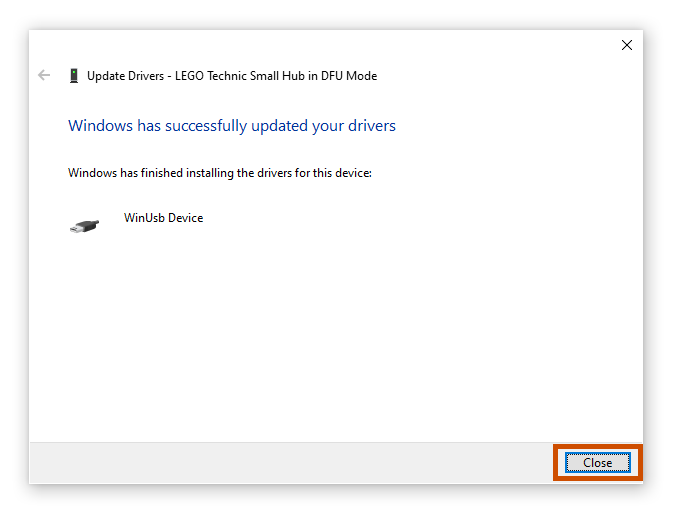 Update Drivers - LEGO Technic Small Hub in DFU Mode
Windows has successfully updated your drivers
Windows has finished installing the drivers for this device:
WinUsb Device
Close